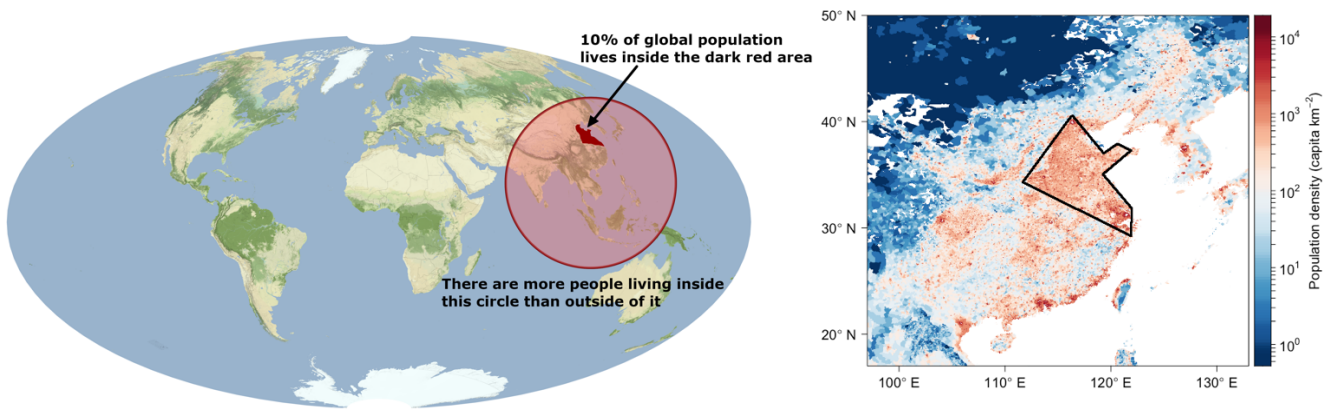 10% of global population
lives inside the dark red area
There are more people living inside
this circle than outside of it
50° N
40° N
30° N
20° N
100° E
110° E
120° E
130° E
10⁴
10³
10²
10¹
10⁰
Population density (capita km⁻²)